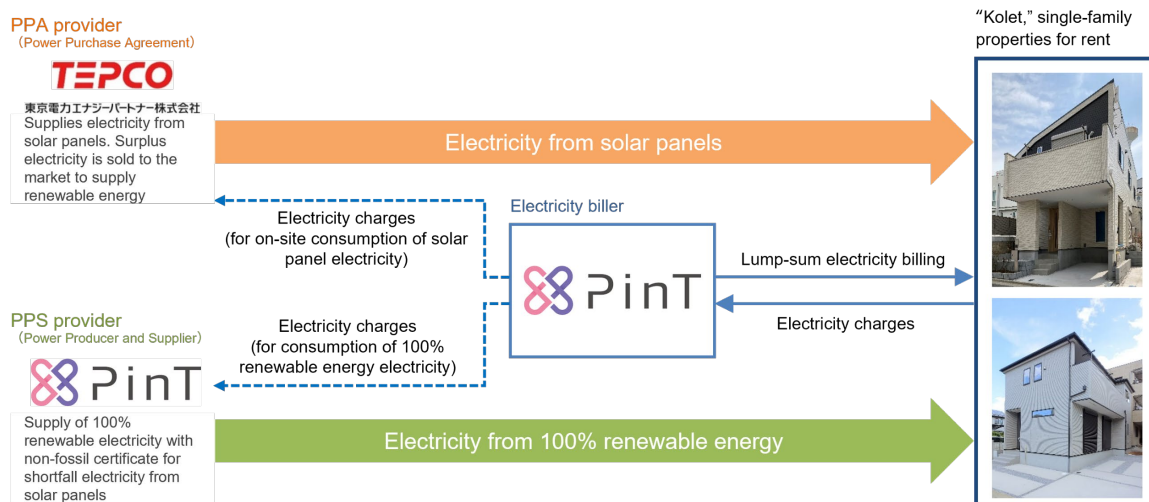 PPA provider
（Power Purchase Agreement）
TEPCO
東京電力エナジーパートナー株式会社
Supplies electricity from
solar panels. Surplus
electricity is sold to the
market to supply
renewable energy
Electricity from solar panels
“Kolet,” single-family
properties for rent
Electricity charges
(for on-site consumption of solar
panel electricity)
Electricity biller
PinT
Lump-sum electricity billing
Electricity charges
Electricity charges
(for consumption of 100%
renewable energy electricity)
PPS provider
（Power Producer and Supplier）
PinT
Supply of 100%
renewable electricity with
non-fossil certificate for
shortfall electricity from
solar panels
Electricity from 100% renewable energy